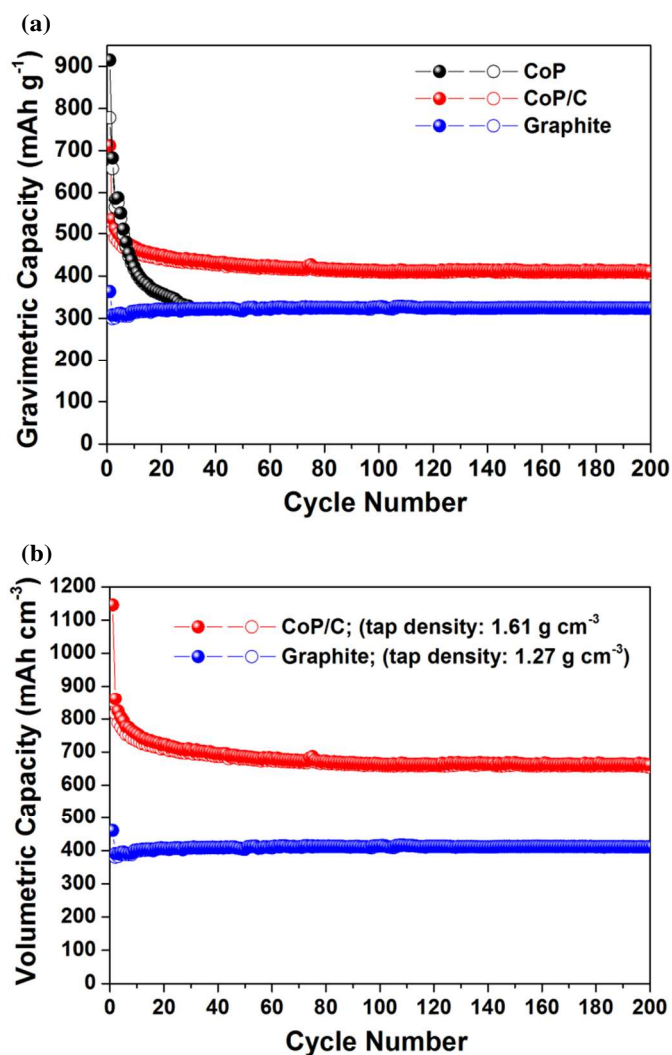 (a)
Gravimetric Capacity (mAh g⁻¹)
900
800
700
600
500
400
300
200
100
0
CoP
CoP/C
Graphite
0 20 40 60 80 100 120 140 160 180 200
Cycle Number
(b)
Volumetric Capacity (mAh cm⁻³)
1200
1100
1000
900
800
700
600
500
400
300
200
100
0
CoP/C; (tap density: 1.61 g cm⁻³
Graphite; (tap density: 1.27 g cm⁻³)
0 20 40 60 80 100 120 140 160 180 200
Cycle Number